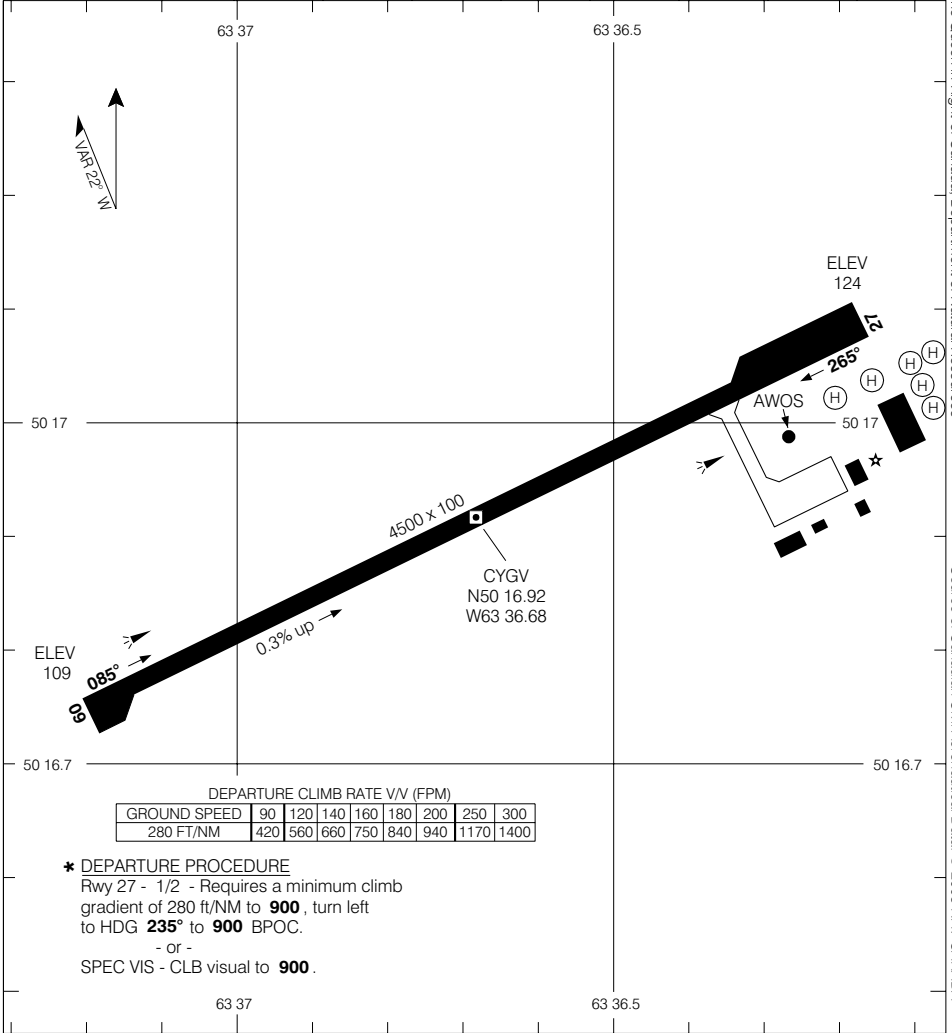 63 37
63 36.5
VAR 22° W
ELEV
124
27
265°
H
H
H
H
H
H
AWOS
50 17
50 17
4500 x 100
CYGV
N50 16.92
W63 36.68
0.3% up
ELEV
109
085°
09
50 16.7
50 16.7
DEPARTURE CLIMB RATE V/V (FPM)
GROUND SPEED 90 120 140 160 180 200 250 300
280 FT/NM 420 560 660 750 840 940 1170 1400
* DEPARTURE PROCEDURE
Rwy 27 - 1/2 - Requires a minimum climb
gradient of 280 ft/NM to 900 , turn left
to HDG 235° to 900 BPOC.
- or -
SPEC VIS - CLB visual to 900 .
63 37
63 36.5